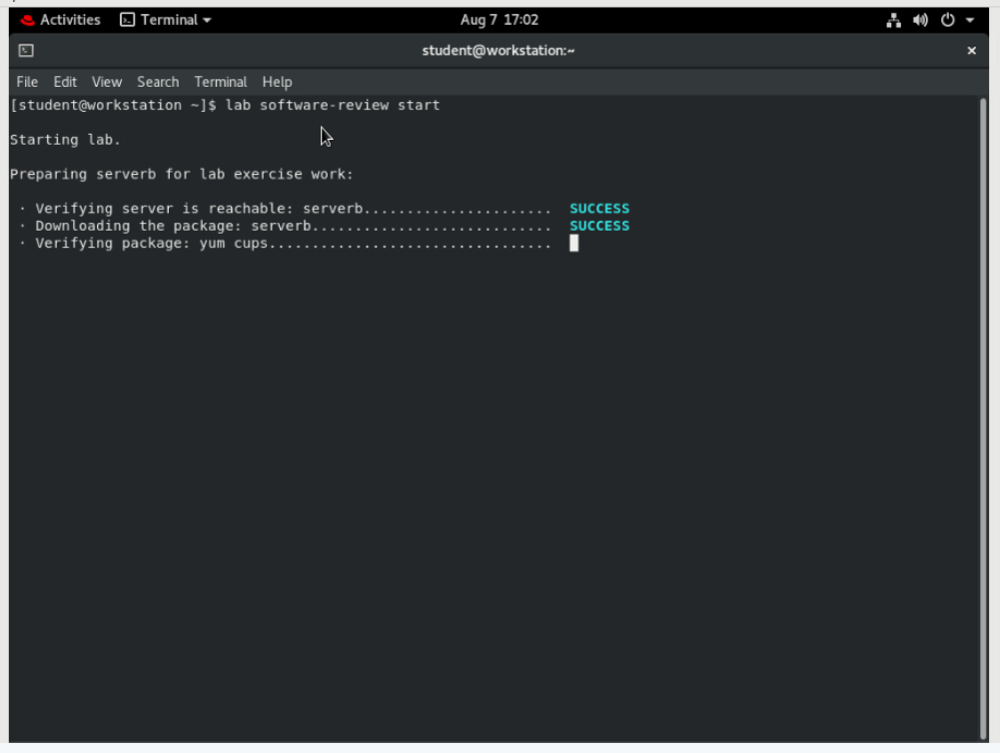 Activities Terminal Aug 7 17:02
student@workstation:~ ×
File Edit View Search Terminal Help
[student@workstation ~]$ lab software-review start
Starting lab.
Preparing serverb for lab exercise work:
· Verifying server is reachable: serverb...................... SUCCESS
· Downloading the package: serverb............................ SUCCESS
· Verifying package: yum cups.................................